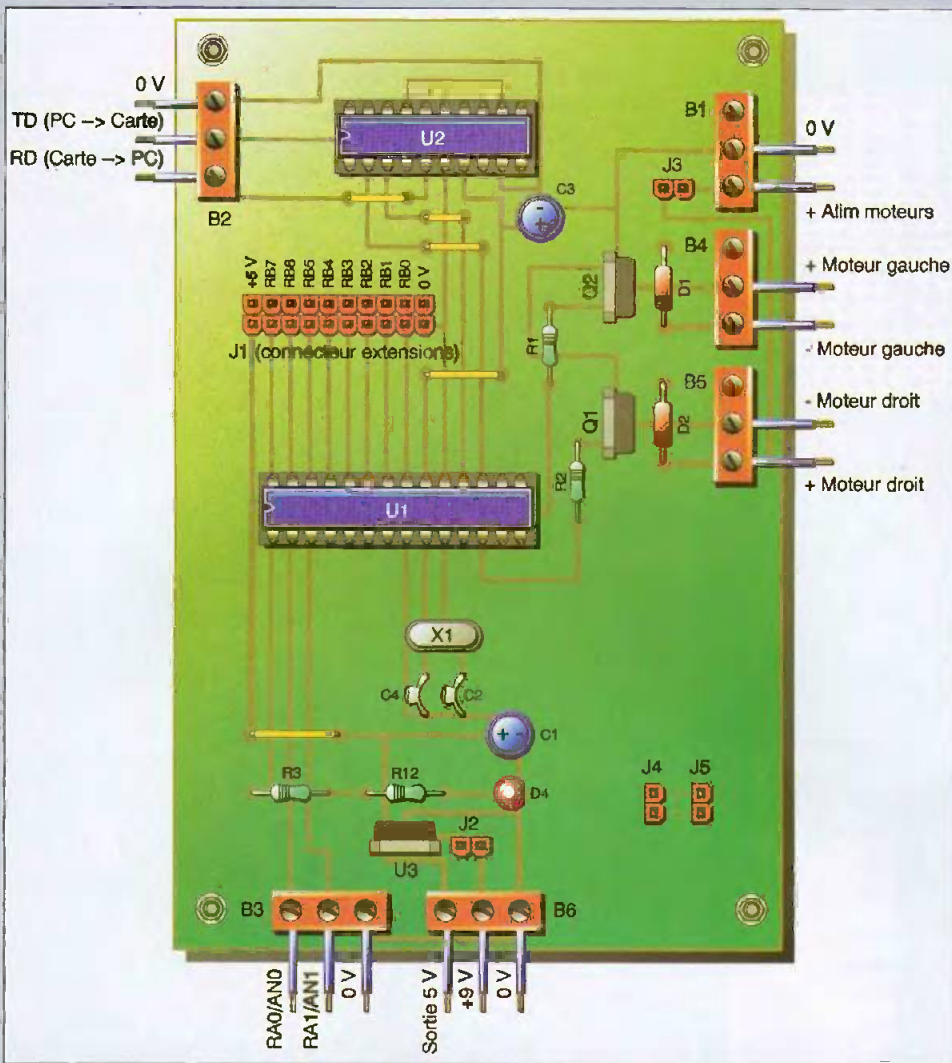 0 V
TD (PC -> Carte)
RD (Carte -> PC)
B2
U2
C3
B1
J3
0 V
+ Alim moteurs
B4
+ Moteur gauche
- Moteur gauche
D1
Q2
R1
B5
- Moteur droit
+ Moteur droit
D2
Q1
R2
+5 V
RB7
RB6
RB5
RB4
RB3
RB2
RB1
RB0
0 V
J1 (connecteur extensions)
U1
X1
C4
C2
C1
R3
R12
D4
J2
U3
J4
J5
B3
B6
RA0/AN0
RA1/AN1
0 V
Sortie 5 V
+9 V
0 V